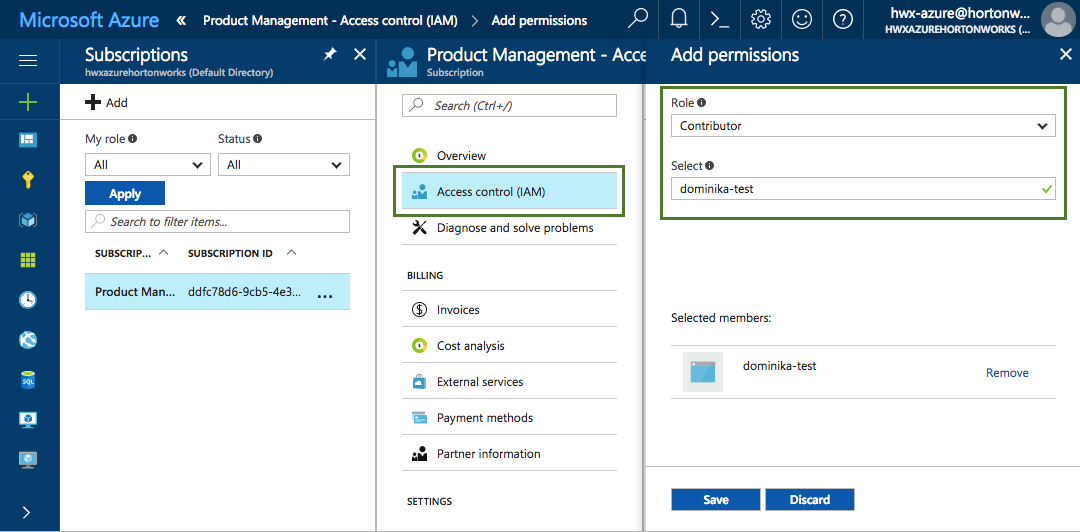 Microsoft Azure « Product Management - Access control (IAM) > Add permissions
hwx-azure@hortonw...
HWXAZUREHORTONWORKS (...
Subscriptions
hwxazurehortonworks (Default Directory)
Add
My role
Status
All
All
Apply
Search to filter items...
SUBSCRIP...
SUBSCRIPTION ID
Product Man...
ddfc78d6-9cb5-4e3...
...
Product Management - Acce
Subscription
Search (Ctrl+/)
Overview
Access control (IAM)
Diagnose and solve problems
BILLING
Invoices
Cost analysis
External services
Payment methods
Partner information
SETTINGS
Add permissions
Role
Contributor
Select
dominika-test
Selected members:
dominika-test
Remove
Save
Discard
SQL